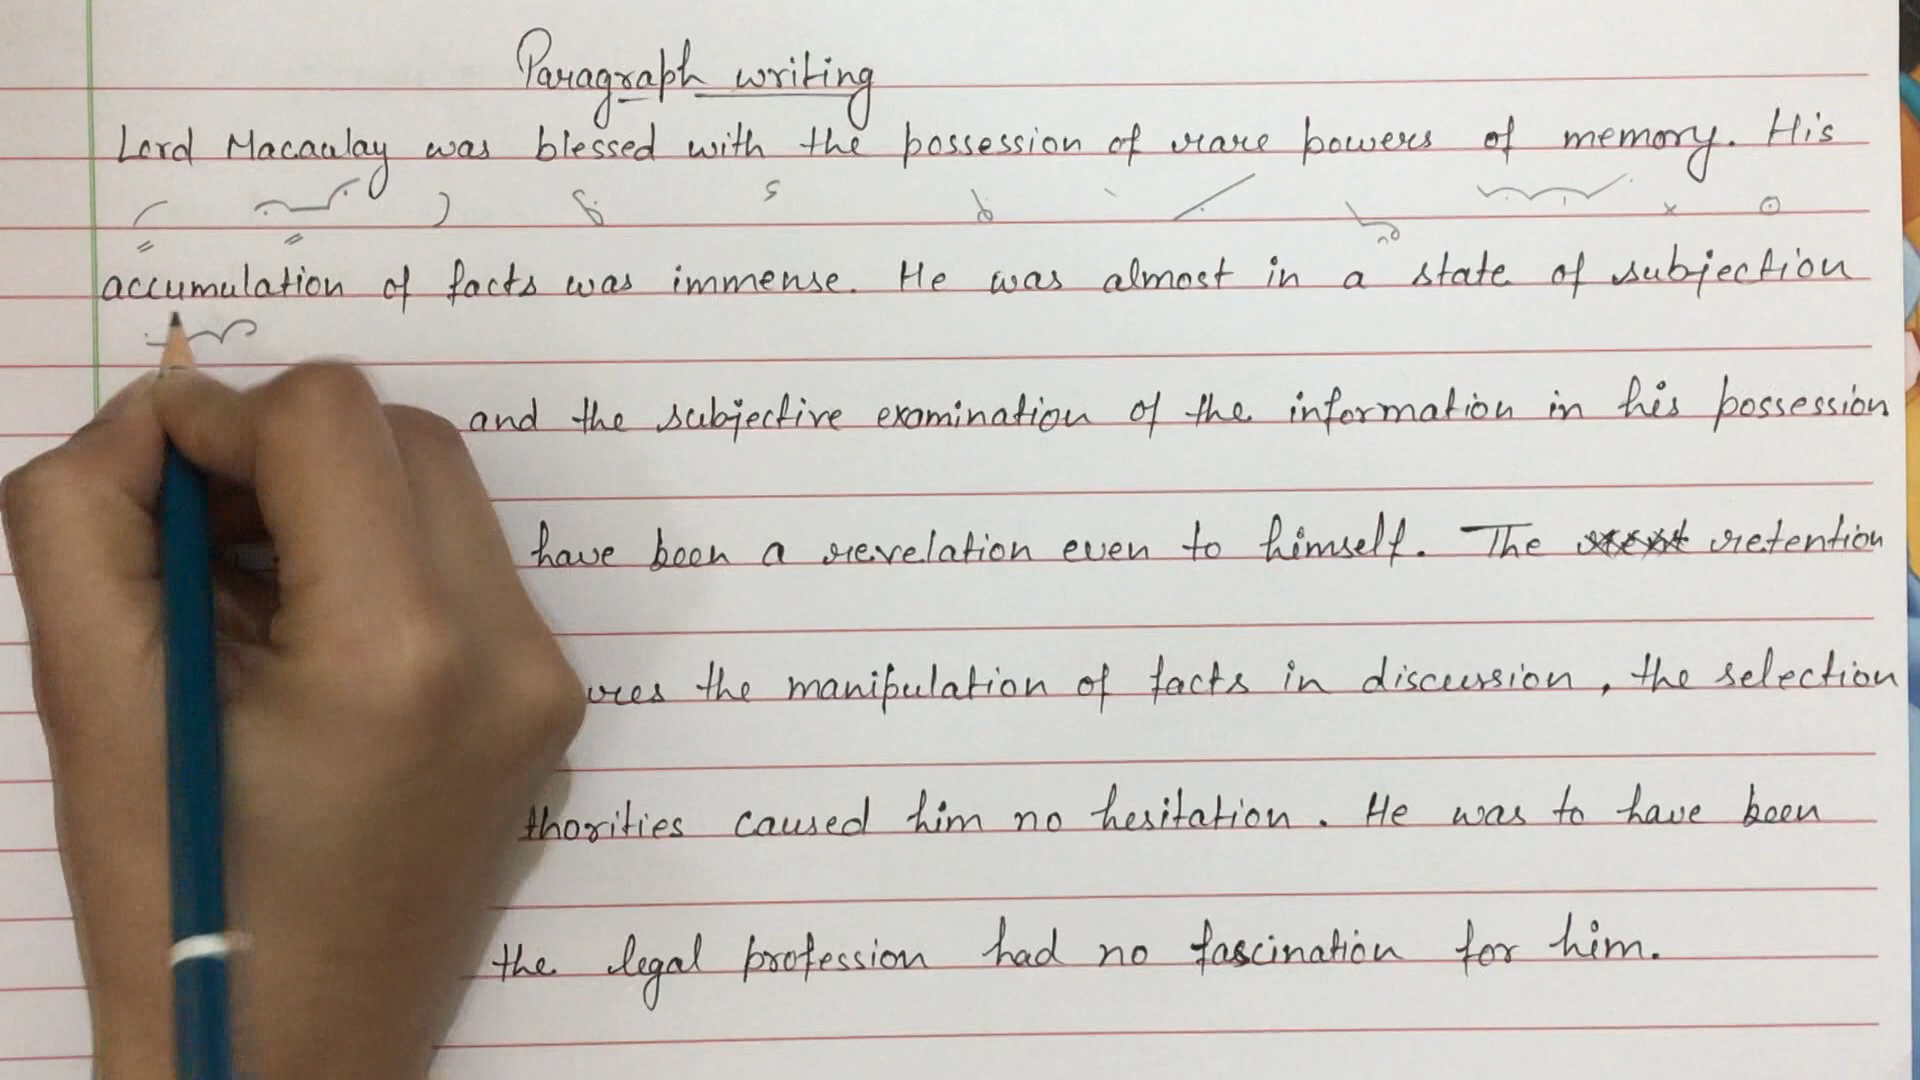 Paragraph writing
Lord Macaulay was blessed with the possession of rare powers of memory. His
accumulation of facts was immense. He was almost in a state of subjection
and the subjective examination of the information in his possession
have been a revelation even to himself. The retention
the manipulation of facts in discussion, the selection
caused him no hesitation. He was to have been
the legal profession had no fascination for him.